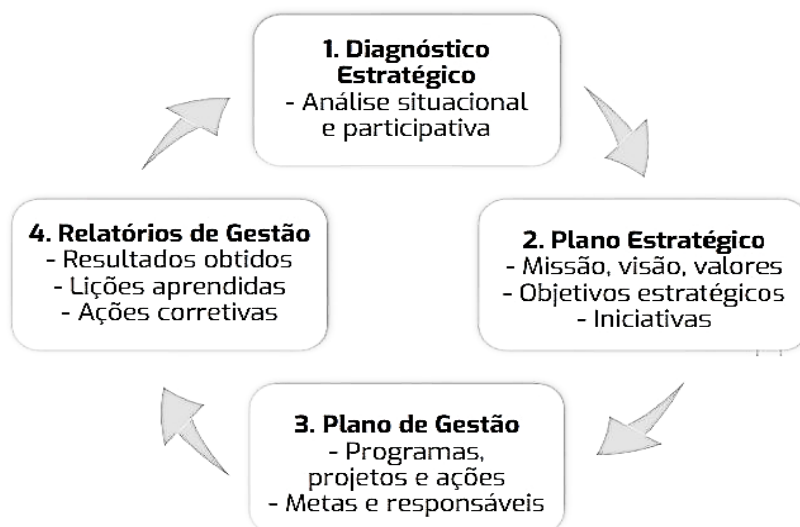 1. Diagnóstico
Estratégico
- Análise situacional
e participativa
2. Plano Estratégico
- Missão, visão, valores
- Objetivos estratégicos
- Iniciativas
3. Plano de Gestão
- Programas,
projetos e ações
- Metas e responsáveis
4. Relatórios de Gestão
- Resultados obtidos
- Lições aprendidas
- Ações corretivas